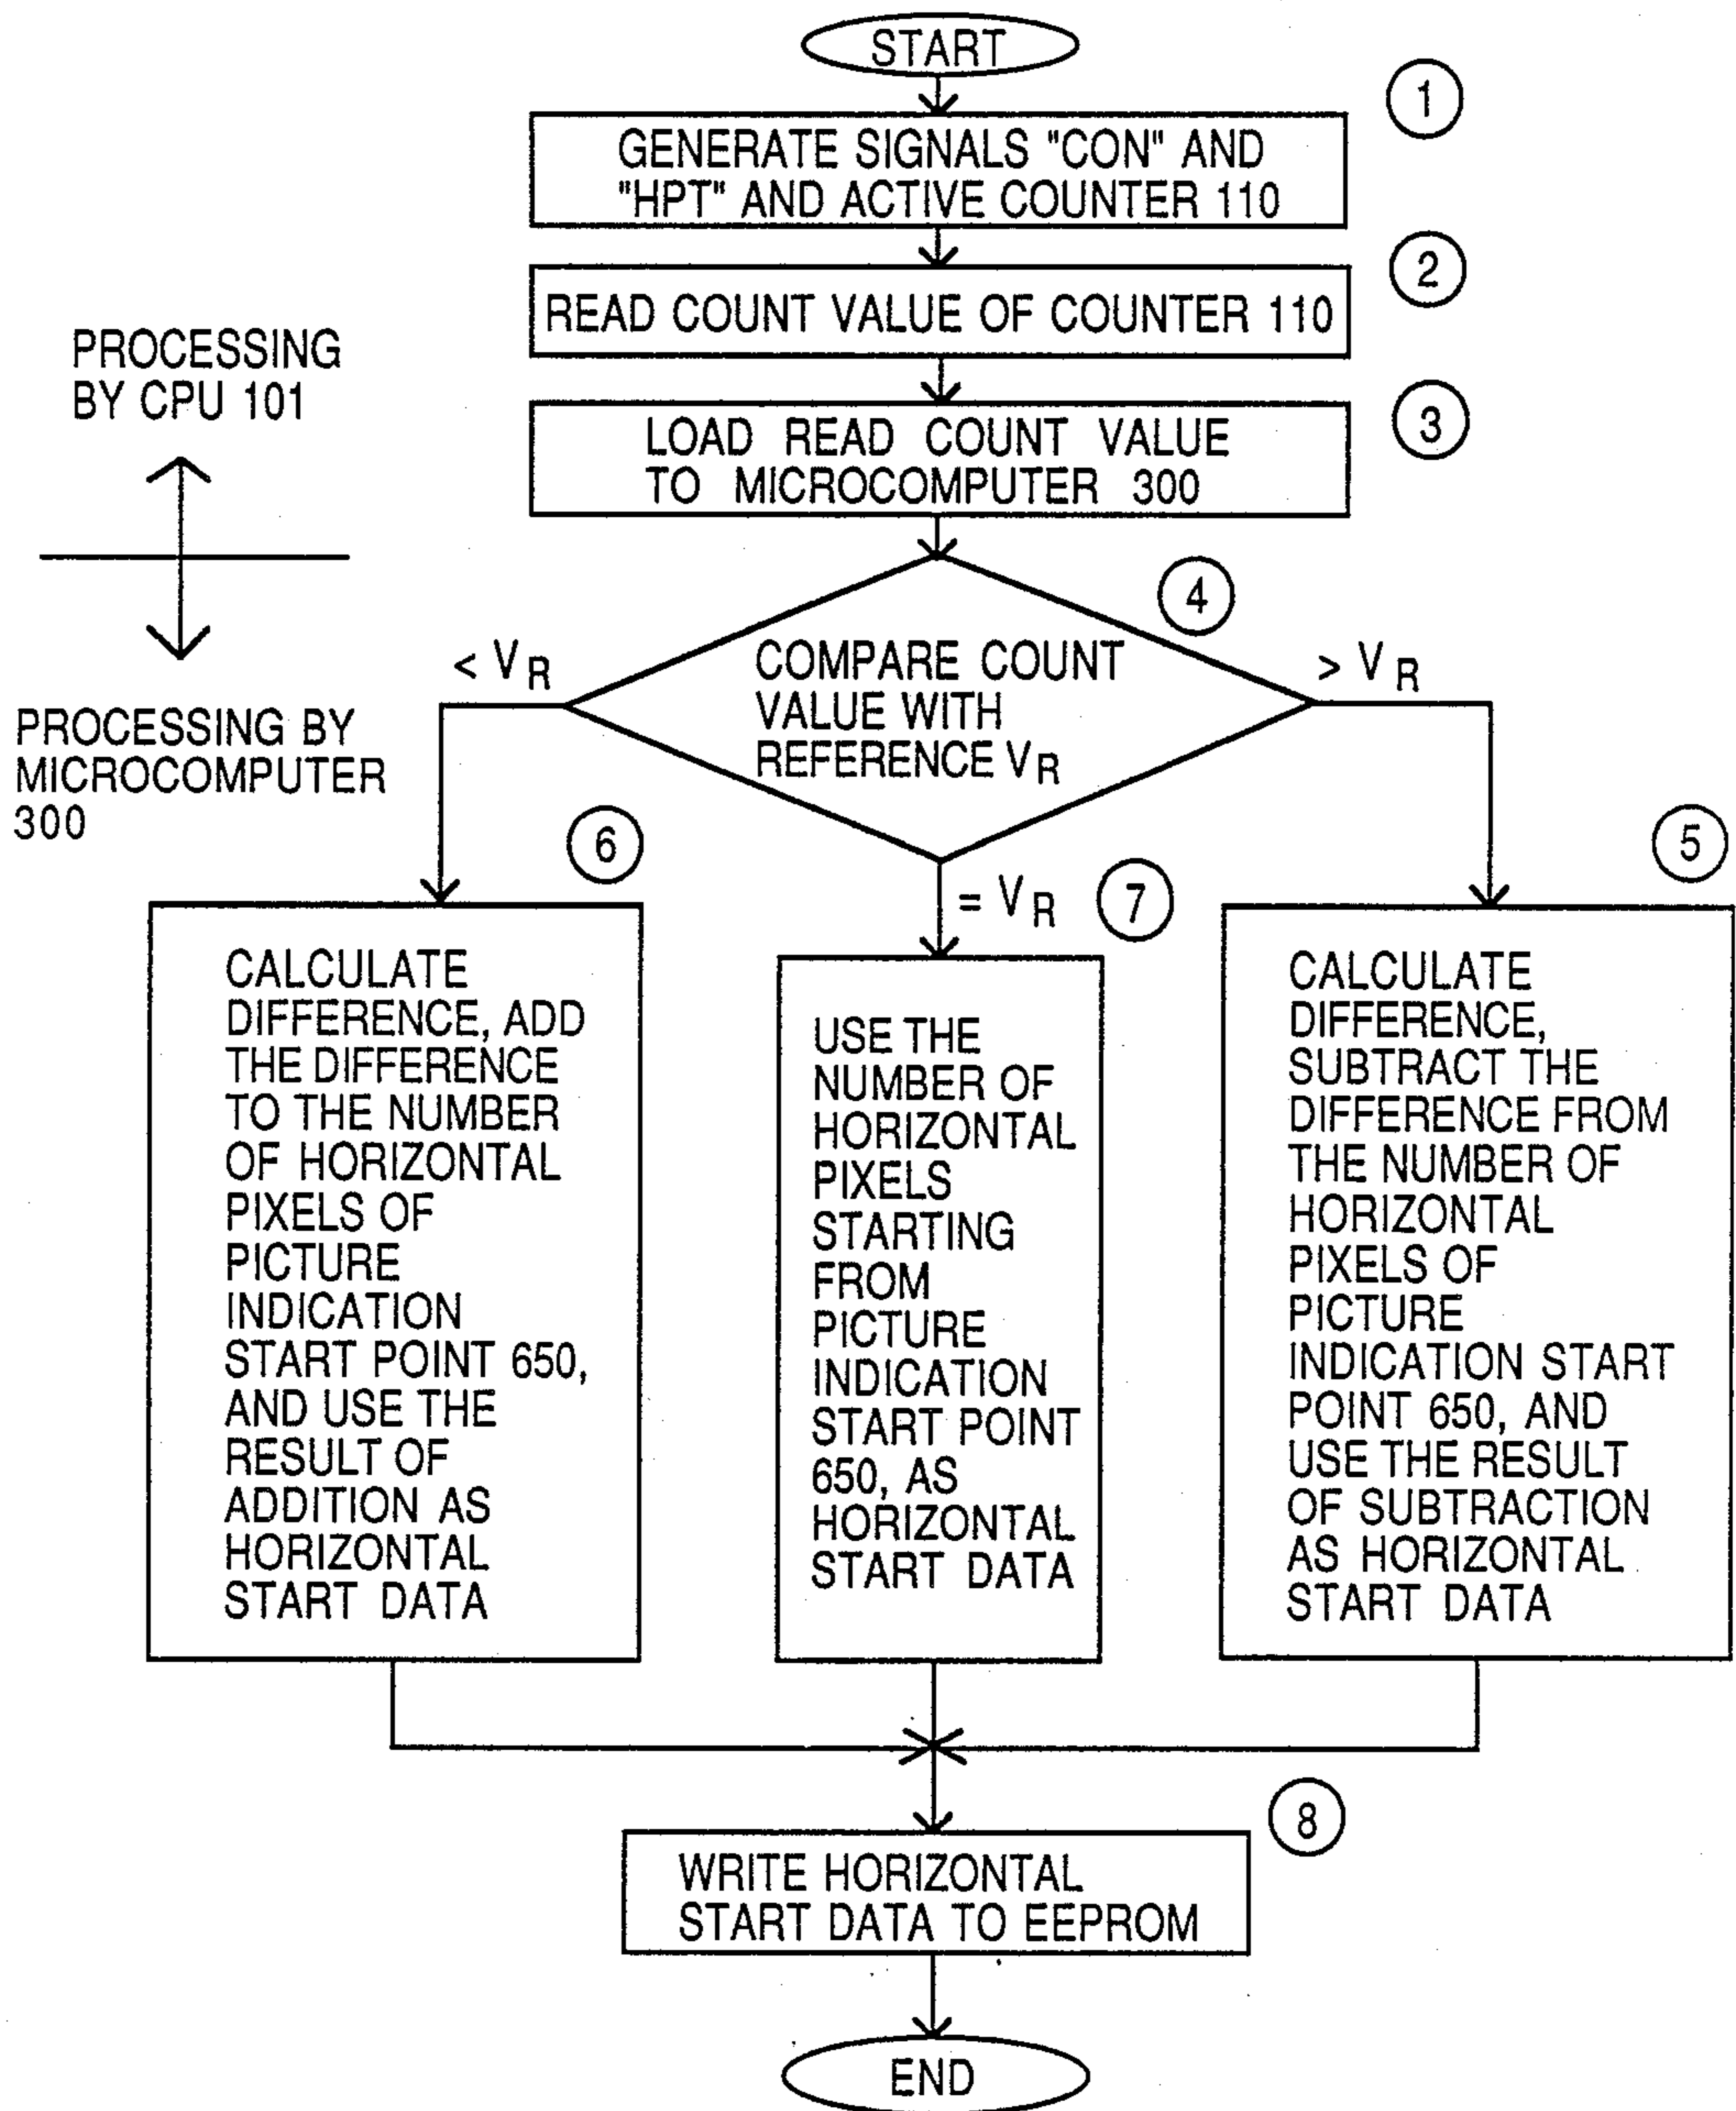 START
1
GENERATE SIGNALS "CON" AND
"HPT" AND ACTIVE COUNTER 110
2
READ COUNT VALUE OF COUNTER 110
3
LOAD READ COUNT VALUE
TO MICROCOMPUTER 300
PROCESSING
BY CPU 101
PROCESSING BY
MICROCOMPUTER
300
4
COMPARE COUNT
VALUE WITH
REFERENCE VR
< VR
> VR
= VR
6
CALCULATE
DIFFERENCE, ADD
THE DIFFERENCE
TO THE NUMBER
OF HORIZONTAL
PIXELS OF
PICTURE
INDICATION
START POINT 650,
AND USE THE
RESULT OF
ADDITION AS
HORIZONTAL
START DATA
7
USE THE
NUMBER OF
HORIZONTAL
PIXELS
STARTING
FROM
PICTURE
INDICATION
START POINT
650, AS
HORIZONTAL
START DATA
5
CALCULATE
DIFFERENCE,
SUBTRACT THE
DIFFERENCE FROM
THE NUMBER OF
HORIZONTAL
PIXELS OF
PICTURE
INDICATION START
POINT 650, AND
USE THE RESULT
OF SUBTRACTION
AS HORIZONTAL
START DATA
8
WRITE HORIZONTAL
START DATA TO EEPROM
END